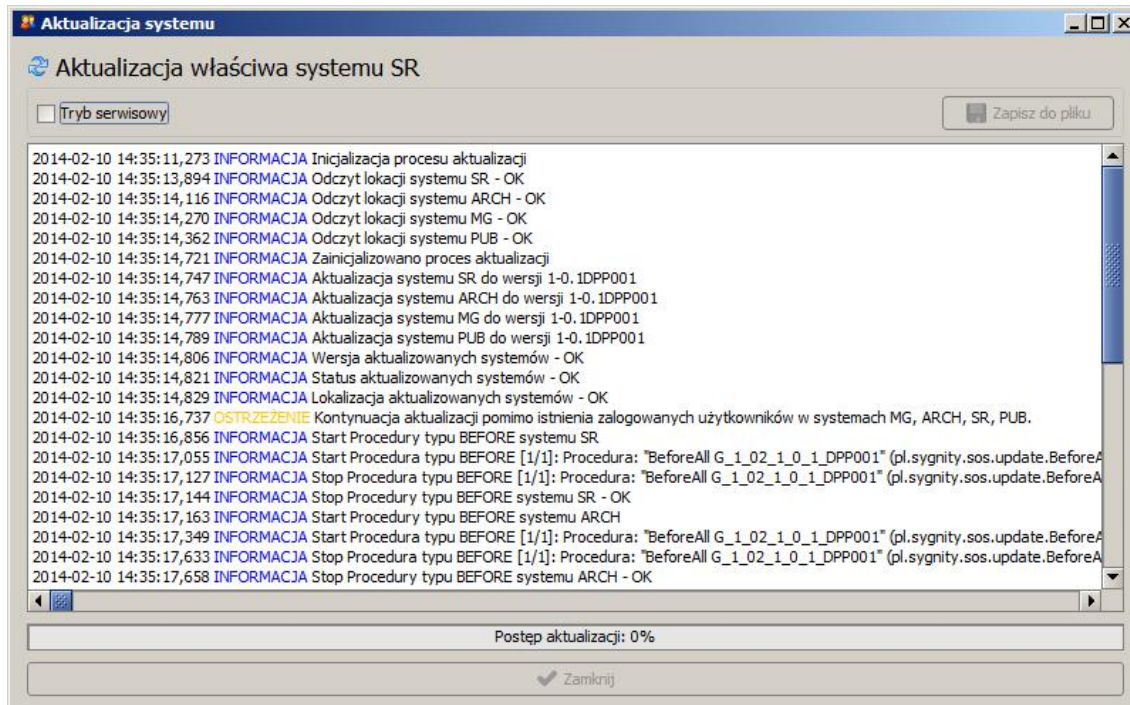 Aktualizacja systemu
Aktualizacja właściwa systemu SR
Tryb serwisowy
Zapisz do pliku
2014-02-10 14:35:11,273 INFORMACJA Inicjalizacja procesu aktualizacji
2014-02-10 14:35:13,894 INFORMACJA Odczyt lokacji systemu SR - OK
2014-02-10 14:35:14,116 INFORMACJA Odczyt lokacji systemu ARCH - OK
2014-02-10 14:35:14,270 INFORMACJA Odczyt lokacji systemu MG - OK
2014-02-10 14:35:14,362 INFORMACJA Odczyt lokacji systemu PUB - OK
2014-02-10 14:35:14,721 INFORMACJA Zainicjalizowano proces aktualizacji
2014-02-10 14:35:14,747 INFORMACJA Aktualizacja systemu SR do wersji 1-0.1DPP001
2014-02-10 14:35:14,763 INFORMACJA Aktualizacja systemu ARCH do wersji 1-0.1DPP001
2014-02-10 14:35:14,777 INFORMACJA Aktualizacja systemu MG do wersji 1-0.1DPP001
2014-02-10 14:35:14,789 INFORMACJA Aktualizacja systemu PUB do wersji 1-0.1DPP001
2014-02-10 14:35:14,806 INFORMACJA Wersja aktualizowanych systemów - OK
2014-02-10 14:35:14,821 INFORMACJA Status aktualizowanych systemów - OK
2014-02-10 14:35:14,829 INFORMACJA Lokalizacja aktualizowanych systemów - OK
2014-02-10 14:35:16,737 OSTRZEŻENIE Kontynuacja aktualizacji pomimo istnienia zalogowanych użytkowników w systemach MG, ARCH, SR, PUB.
2014-02-10 14:35:16,856 INFORMACJA Start Procedury typu BEFORE systemu SR
2014-02-10 14:35:17,055 INFORMACJA Start Procedura typu BEFORE [1/1]: Procedura: "BeforeAll G_1_02_1_0_1_DPP001" (pl.sygnity.sos.update.BeforeA
2014-02-10 14:35:17,127 INFORMACJA Stop Procedura typu BEFORE [1/1]: Procedura: "BeforeAll G_1_02_1_0_1_DPP001" (pl.sygnity.sos.update.BeforeA
2014-02-10 14:35:17,144 INFORMACJA Stop Procedury typu BEFORE systemu SR - OK
2014-02-10 14:35:17,163 INFORMACJA Start Procedury typu BEFORE systemu ARCH
2014-02-10 14:35:17,349 INFORMACJA Start Procedura typu BEFORE [1/1]: Procedura: "BeforeAll G_1_02_1_0_1_DPP001" (pl.sygnity.sos.update.BeforeA
2014-02-10 14:35:17,633 INFORMACJA Stop Procedura typu BEFORE [1/1]: Procedura: "BeforeAll G_1_02_1_0_1_DPP001" (pl.sygnity.sos.update.BeforeA
2014-02-10 14:35:17,658 INFORMACJA Stop Procedury typu BEFORE systemu ARCH - OK
Postęp aktualizacji: 0%
Zamknij